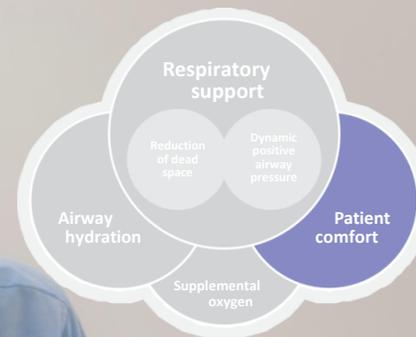 Respiratory
support
Reduction
of dead
space
Dynamic
positive
airway
pressure
Airway
hydration
Patient
comfort
Supplemental
oxygen